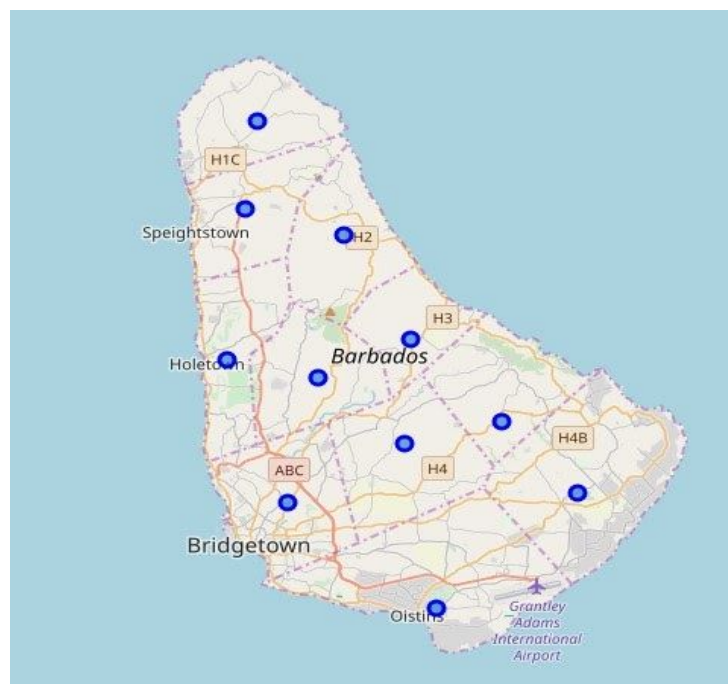 H1C
Speightstown
H2
H3
Barbados
Holetown
H4B
H4
ABC
Bridgetown
Oistins
Grantley
Adams
International
Airport